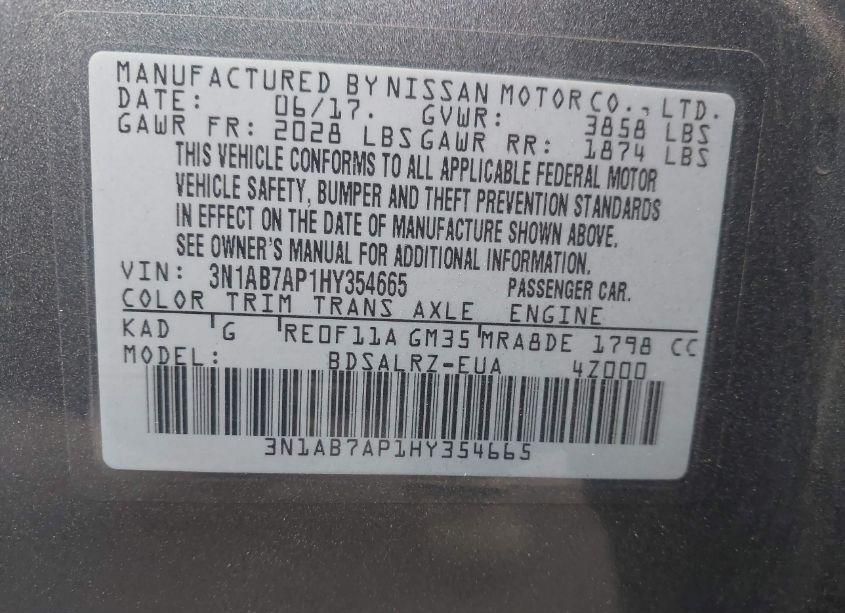 MANUFACTURED BY NISSAN MOTOR CO., LTD.
DATE: 06/17. GVWR: 3858 LBS
GAWR FR: 2028 LBS GAWR RR: 1874 LBS
THIS VEHICLE CONFORMS TO ALL APPLICABLE FEDERAL MOTOR
VEHICLE SAFETY, BUMPER AND THEFT PREVENTION STANDARDS
IN EFFECT ON THE DATE OF MANUFACTURE SHOWN ABOVE.
SEE OWNER'S MANUAL FOR ADDITIONAL INFORMATION.
VIN: 3N1AB7AP1HY354665 PASSENGER CAR.
COLOR TRIM TRANS AXLE ENGINE
KAD G RE0F11A GM35 MRA8DE 1798 CC
MODEL: BDSALRZ-EUA 4Z000
3N1AB7AP1HY354665